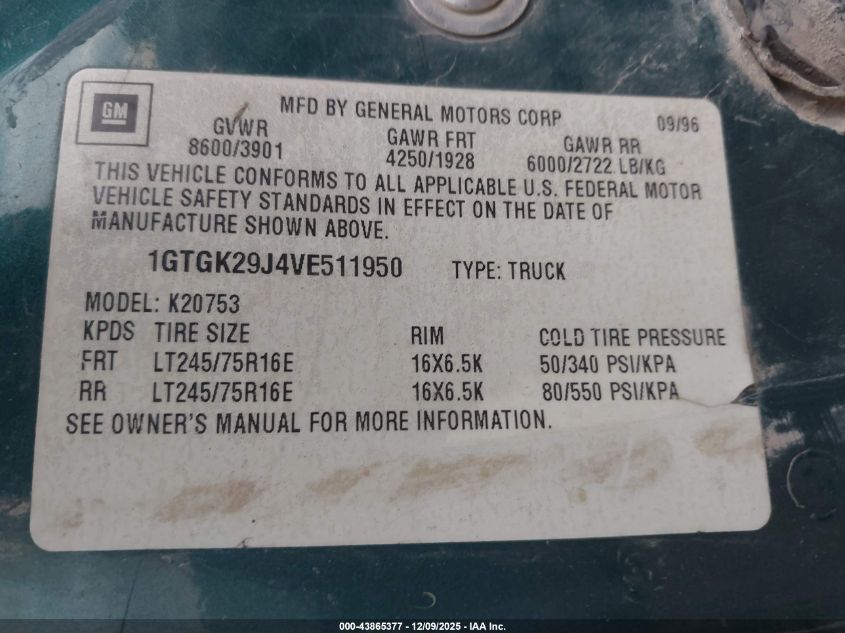 GM
MFD BY GENERAL MOTORS CORP 09/96
GVWR GAWR FRT GAWR RR
8600/3901 4250/1928 6000/2722 LB/KG
THIS VEHICLE CONFORMS TO ALL APPLICABLE U.S. FEDERAL MOTOR
VEHICLE SAFETY STANDARDS IN EFFECT ON THE DATE OF
MANUFACTURE SHOWN ABOVE.
1GTGK29J4VE511950 TYPE: TRUCK
MODEL: K20753
KPDS TIRE SIZE RIM COLD TIRE PRESSURE
FRT LT245/75R16E 16X6.5K 50/340 PSI/KPA
RR LT245/75R16E 16X6.5K 80/550 PSI/KPA
SEE OWNER'S MANUAL FOR MORE INFORMATION.
000-43865377 - 12/09/2025 - IAA Inc.